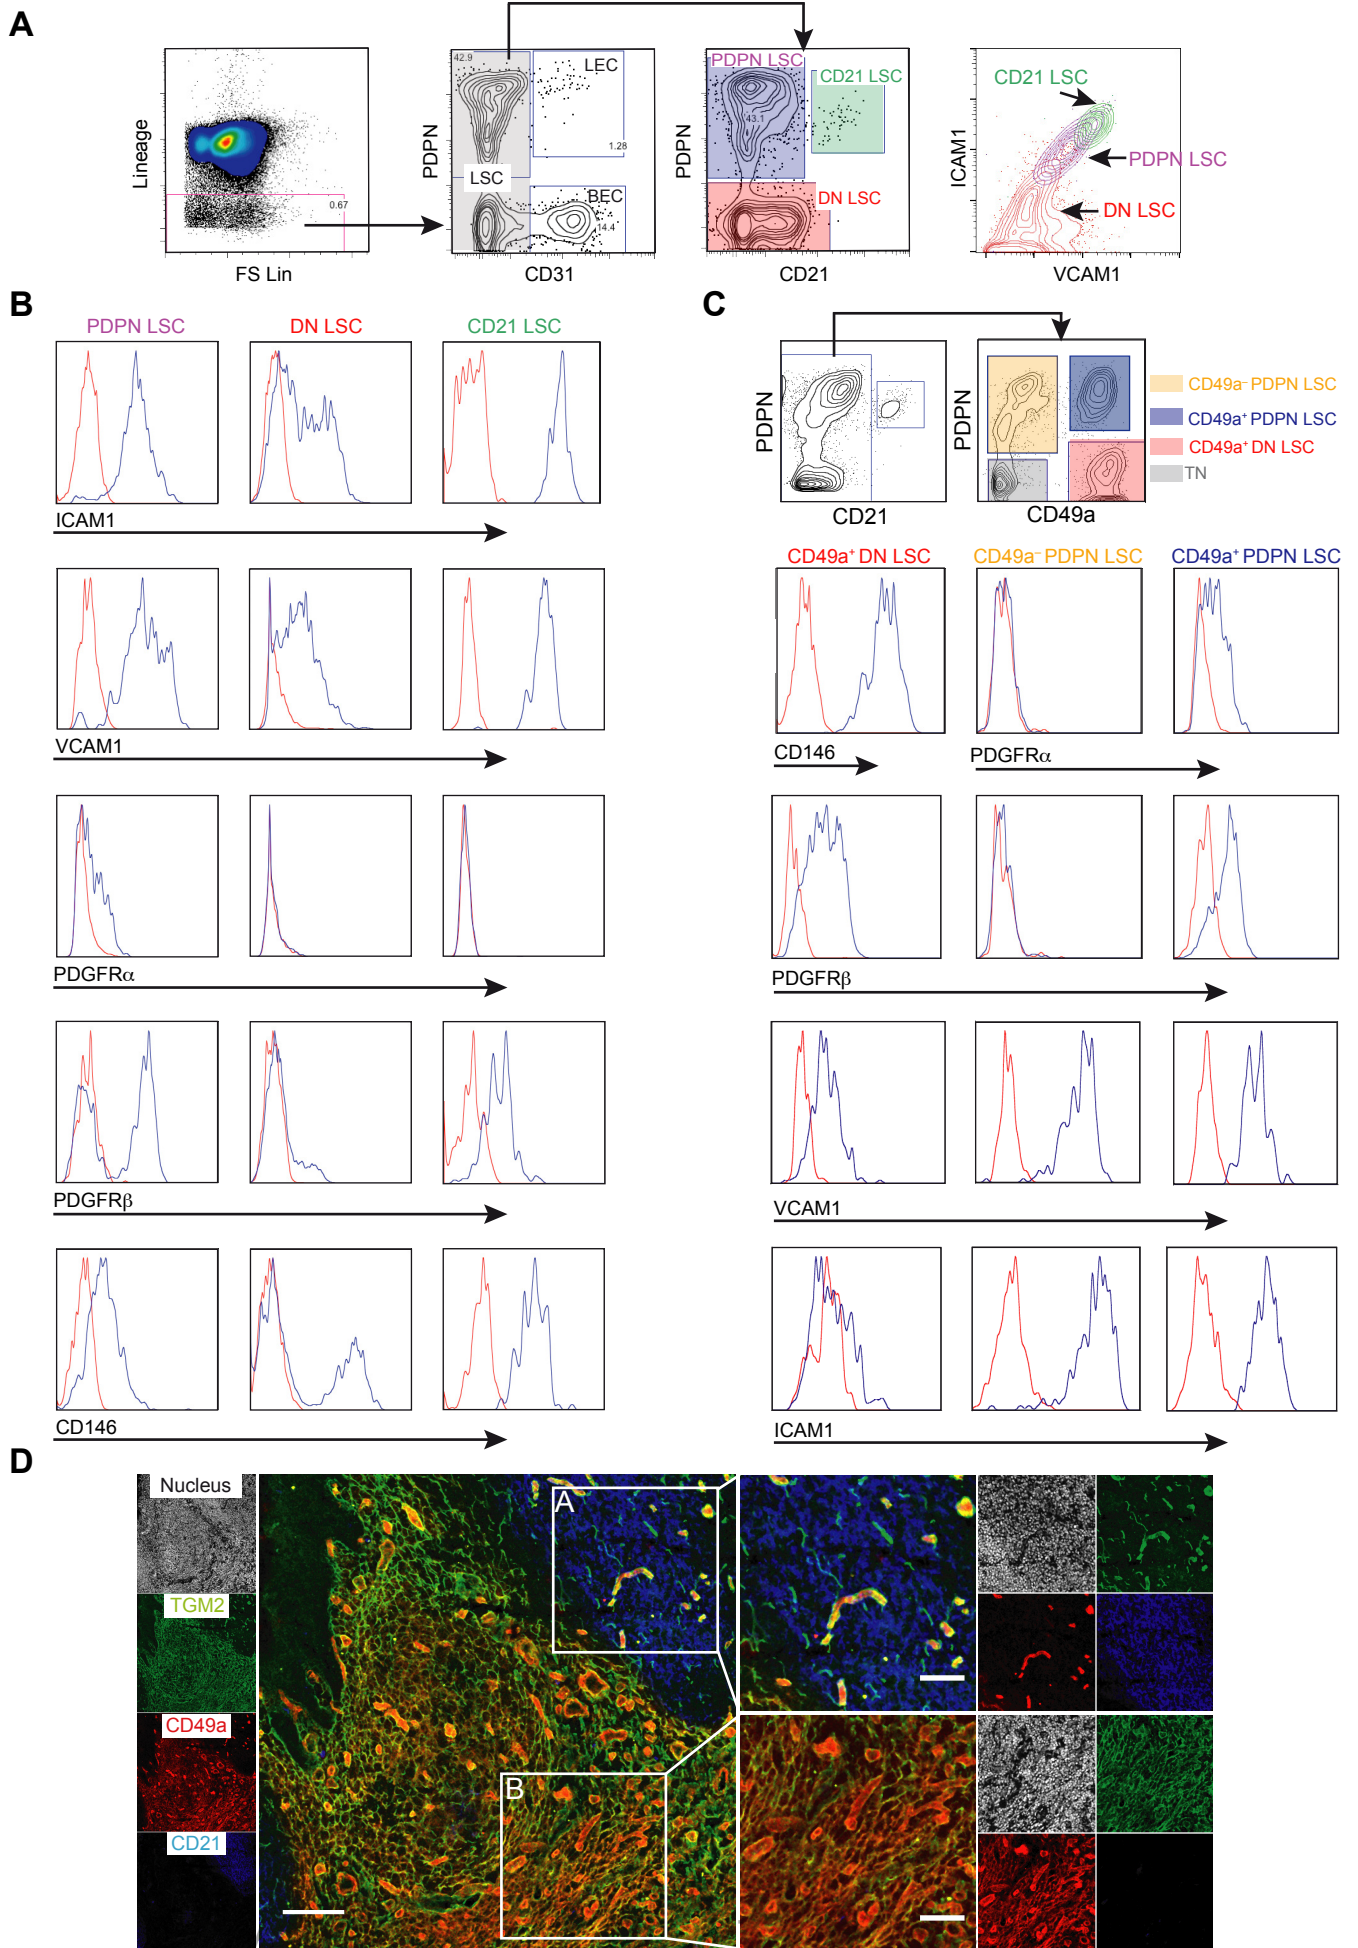 A
Lineage
0.67
FS Lin
42.9
LEC
1.28
LSC
BEC
14.4
PDPN
CD31
PDPN LSC
CD21 LSC
43.1
DN LSC
PDPN
CD21
CD21 LSC
PDPN LSC
DN LSC
ICAM1
VCAM1
B
PDPN LSC
DN LSC
CD21 LSC
ICAM1
VCAM1
PDGFRα
PDGFRβ
CD146
C
PDPN
CD21
PDPN
CD49a
CD49a⁻ PDPN LSC
CD49a⁺ PDPN LSC
CD49a⁺ DN LSC
TN
CD49a⁺ DN LSC
CD49a⁻ PDPN LSC
CD49a⁺ PDPN LSC
CD146
PDGFRα
PDGFRβ
VCAM1
ICAM1
D
Nucleus
TGM2
CD49a
CD21
A
B